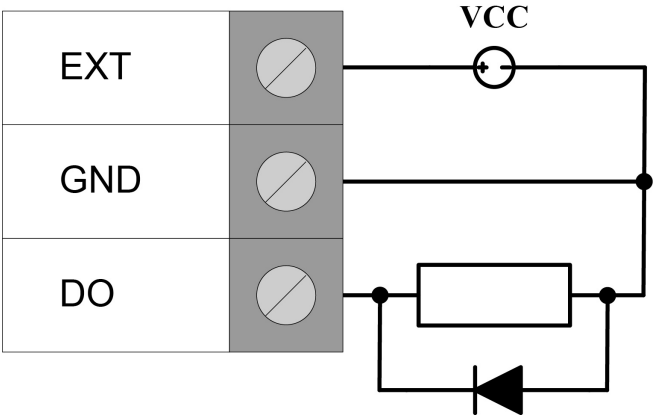 VCC
EXT
+ -
GND
DO